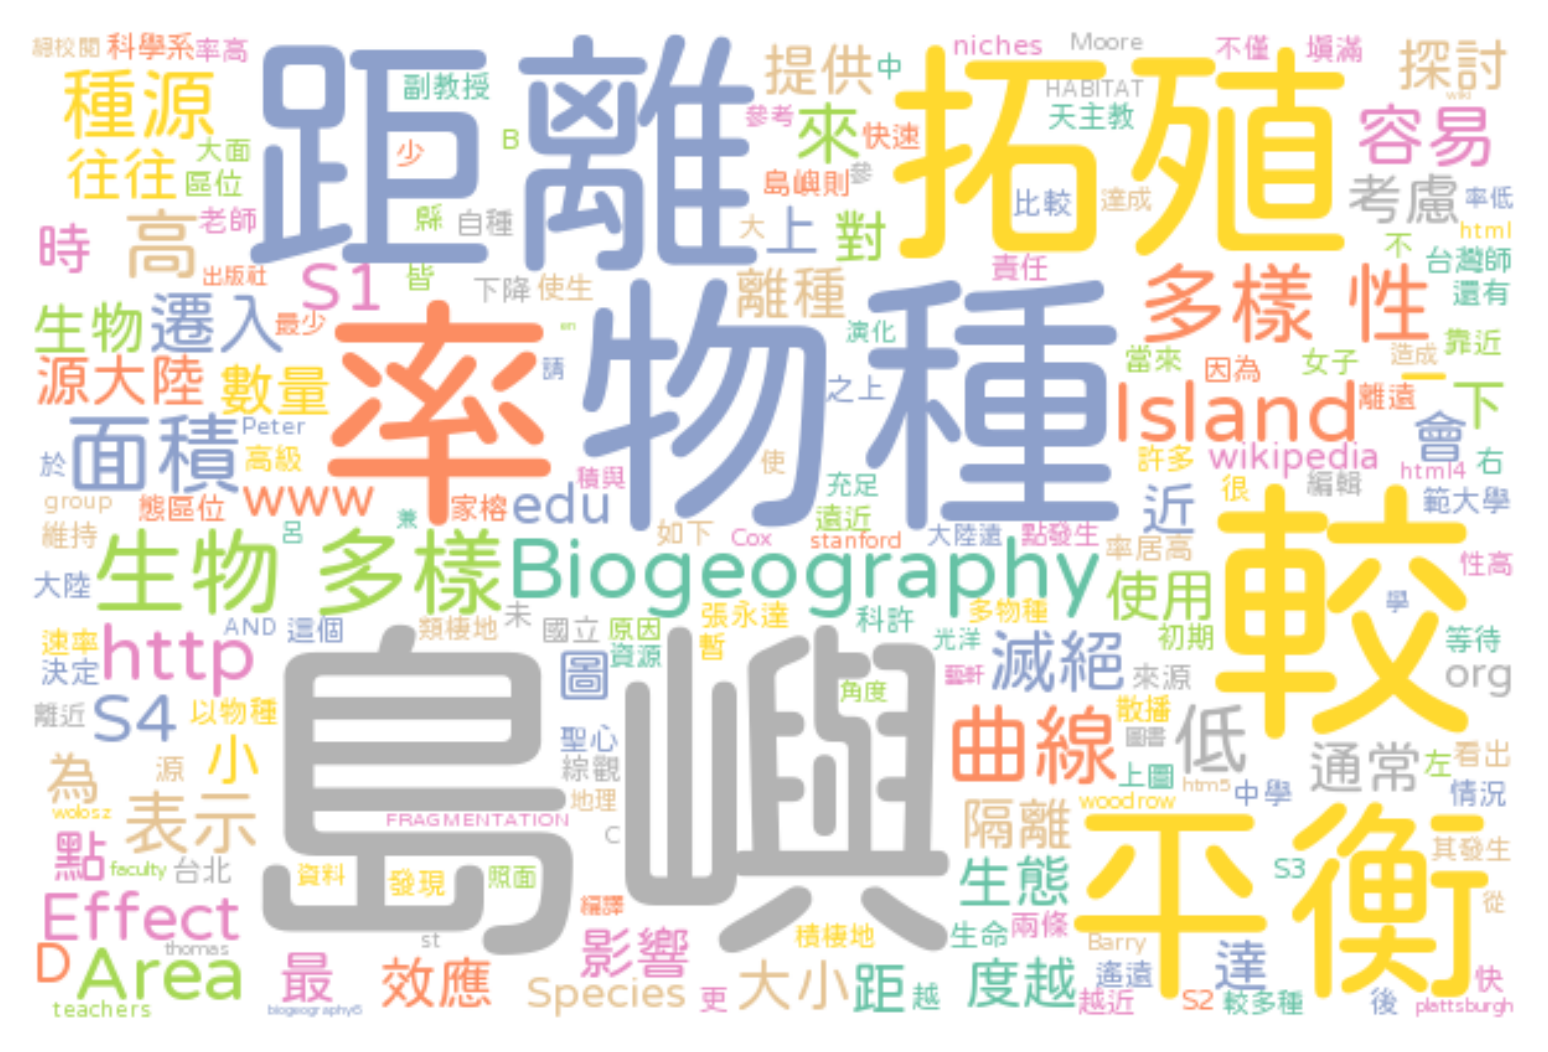 總校閱 科學系 率高
種源
往往
大面
區位
距離
副教授
少
B
提供 中
參考
來 快速
島嶼則 參
niches
Moore
HABITAT
天主教
拓殖
不僅
塡滿
探討
wiki
容易
考慮 率低
比較 達成
html
時 高 老師
出版社
縣 自種
大 上 對
S1 皆
下降 使生
離種
責任
不
台灣師
還有
多樣 性
生物 遷入 最少
en
演化
靠近
源大陸 數量
率
請
物種
之上
當來
因為
女子
造成
一
下
Island 離遠
面積 Peter
於 高級
會
wikipedia
許多
html4 右
使
積與
充足
很
編輯
範大學
group
態區位 www 家榕 edu
遠近
近
維持
呂
兼
如下
Cox
stanford
大陸遠 點發生
率居高
較
性高
大陸 生物 多樣 Biogeography 使用
學
速率 http AND 這個
類棲地 未
國立 原因
張永達
暫
科許
多物種
光洋
初期
等待
決定
島嶼
圖 資源
藝軒
滅絕 來源
org
離近 S4 以物種
角度
散播
為 源 小
聖心
綜觀
曲線 圖書 低
通常 左 看出
上圖
htm5
中學
情況
wolosz
表示
地理
FRAGMENTATION
C
woodrow
隔離
平衡
其發生
點 faculty 台北
資料 發現 照面
生態
S3
從
Effect
編譯
生命 兩條
積棲地
Barry
thomas
st
影響
D Area 最 效應
Species 更 大小 距 越 度越
遙遠
達
快
teachers
biogeography6
越近
S2 較多種
後
plattsburgh